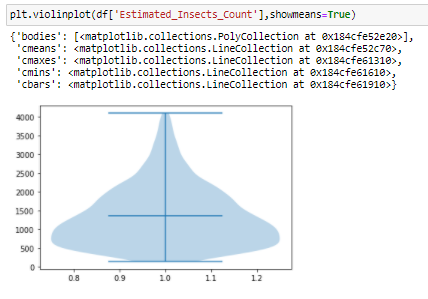 plt.violinplot(df['Estimated_Insects_Count'],showmeans=True)
{'bodies': [<matplotlib.collections.PolyCollection at 0x184cfe52e20>],
'cmeans': <matplotlib.collections.LineCollection at 0x184cfe52c70>,
'cmaxes': <matplotlib.collections.LineCollection at 0x184cfe61310>,
'cmins': <matplotlib.collections.LineCollection at 0x184cfe61610>,
'cbars': <matplotlib.collections.LineCollection at 0x184cfe61910>}
4000
3500
3000
2500
2000
1500
1000
500
0
0.8 0.9 1.0 1.1 1.2